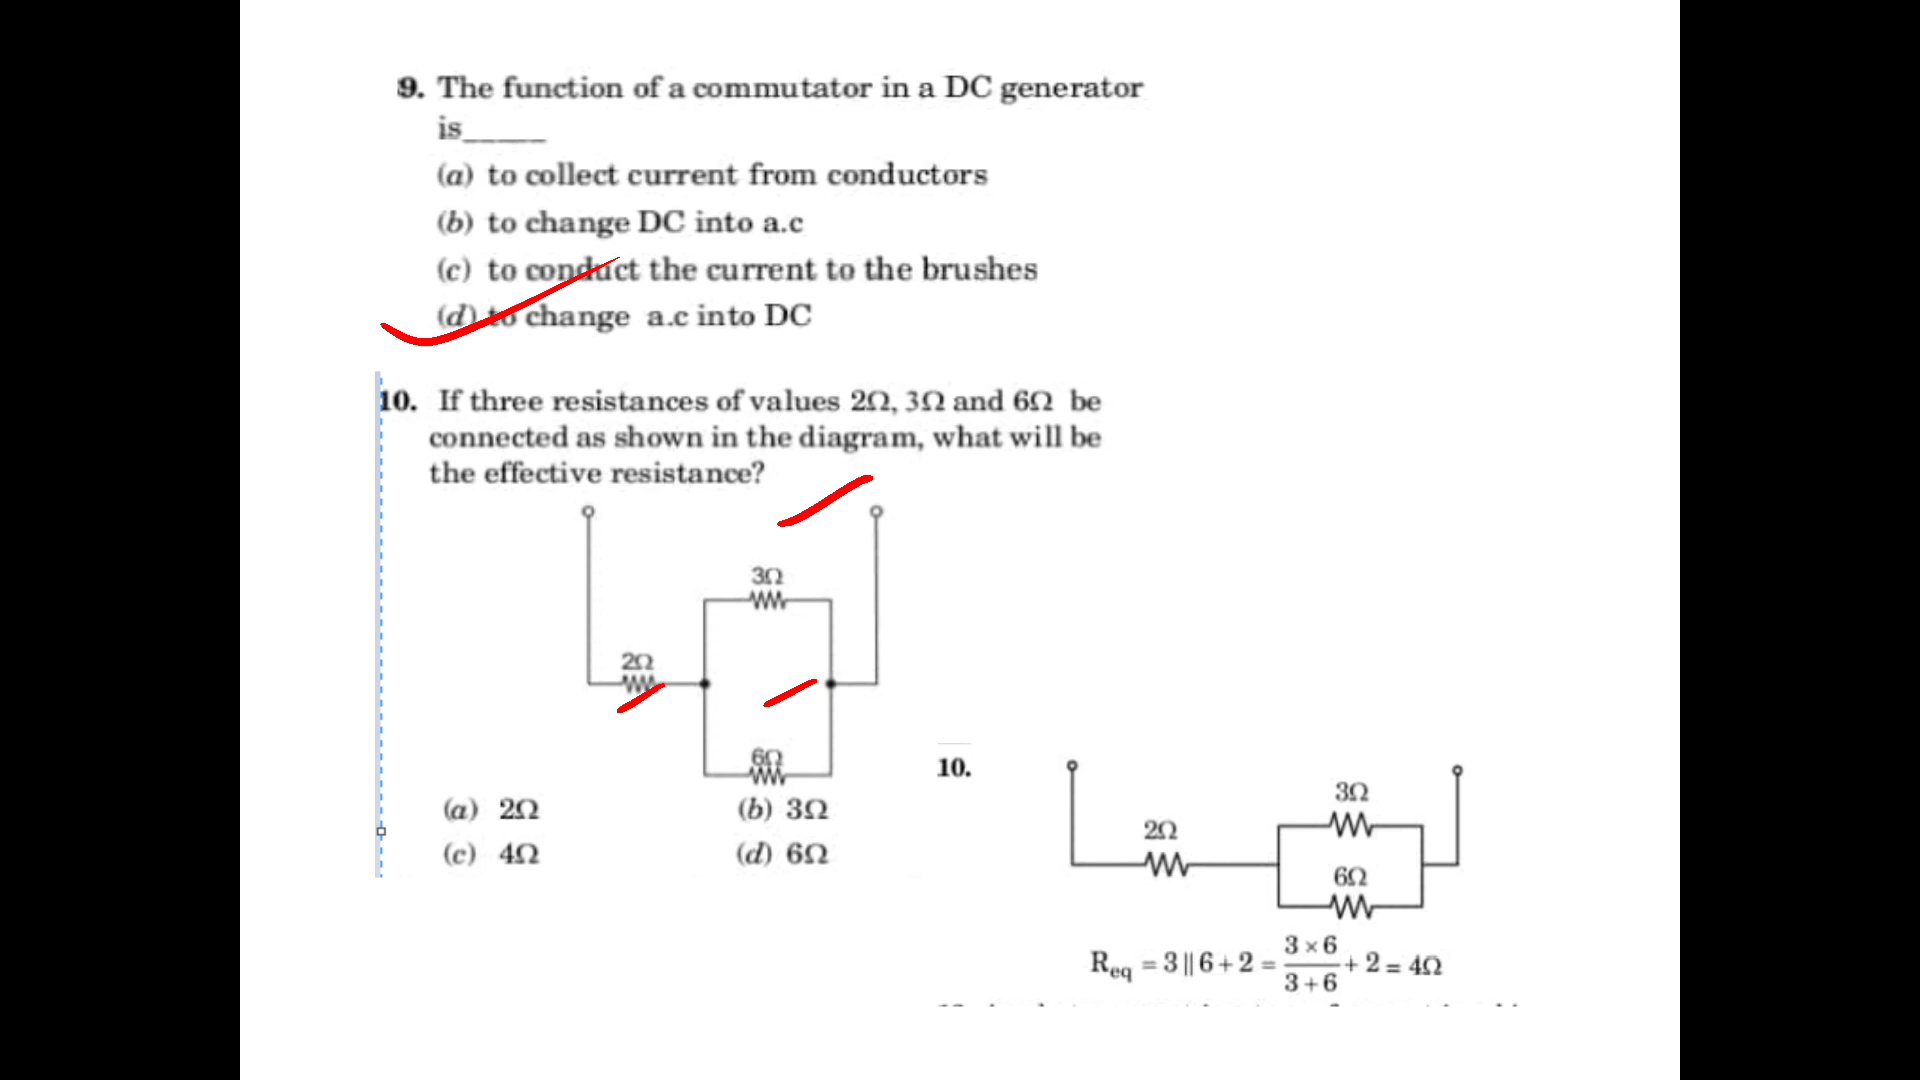 9. The function of a commutator in a DC generator
is_____
(a) to collect current from conductors
(b) to change DC into a.c
(c) to conduct the current to the brushes
(d) to change a.c into DC
10. If three resistances of values 2Ω, 3Ω and 6Ω be
connected as shown in the diagram, what will be
the effective resistance?
3Ω
2Ω
6Ω
(a) 2Ω (b) 3Ω
(c) 4Ω (d) 6Ω
10.
3Ω
2Ω
6Ω
Req = 3 || 6 + 2 = 3 × 6 / 3 + 6 + 2 = 4Ω